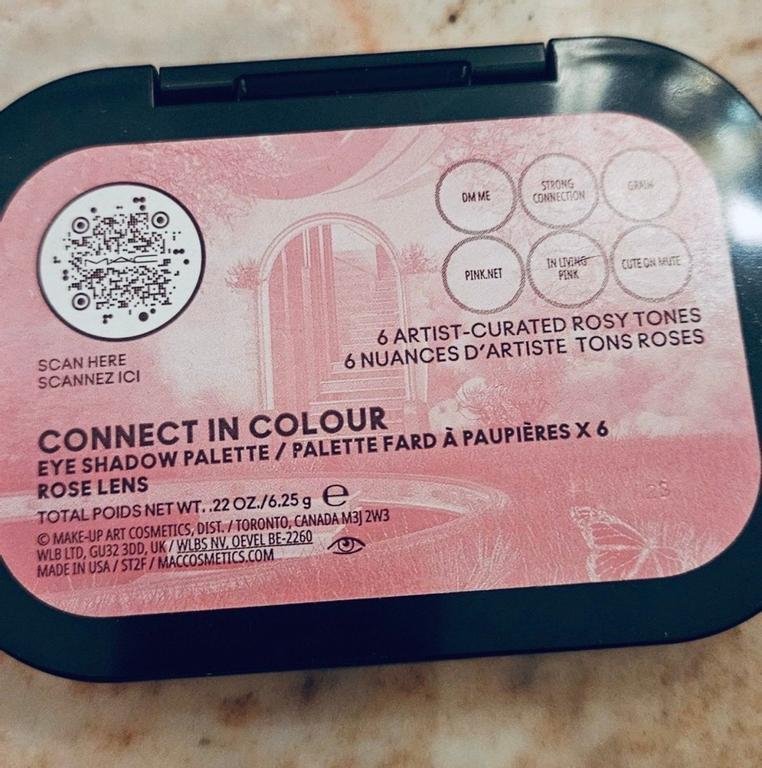 MAC
SCAN HERE
SCANNEZ ICI
DM ME
STRONG
CONNECTION
GRAIN
PINK.NET
IN LIVING
PINK
CUTE ON MUTE
6 ARTIST-CURATED ROSY TONES
6 NUANCES D'ARTISTE TONS ROSES
CONNECT IN COLOUR
EYE SHADOW PALETTE / PALETTE FARD À PAUPIÈRES X 6
ROSE LENS
TOTAL POIDS NET WT. .22 OZ./6.25 g e
© MAKE-UP ART COSMETICS, DIST. / TORONTO, CANADA M3J 2W3
WLB LTD, GU32 3DD, UK / WLBS NV, OEVEL BE-2260
MADE IN USA / ST2F / MACCOSMETICS.COM